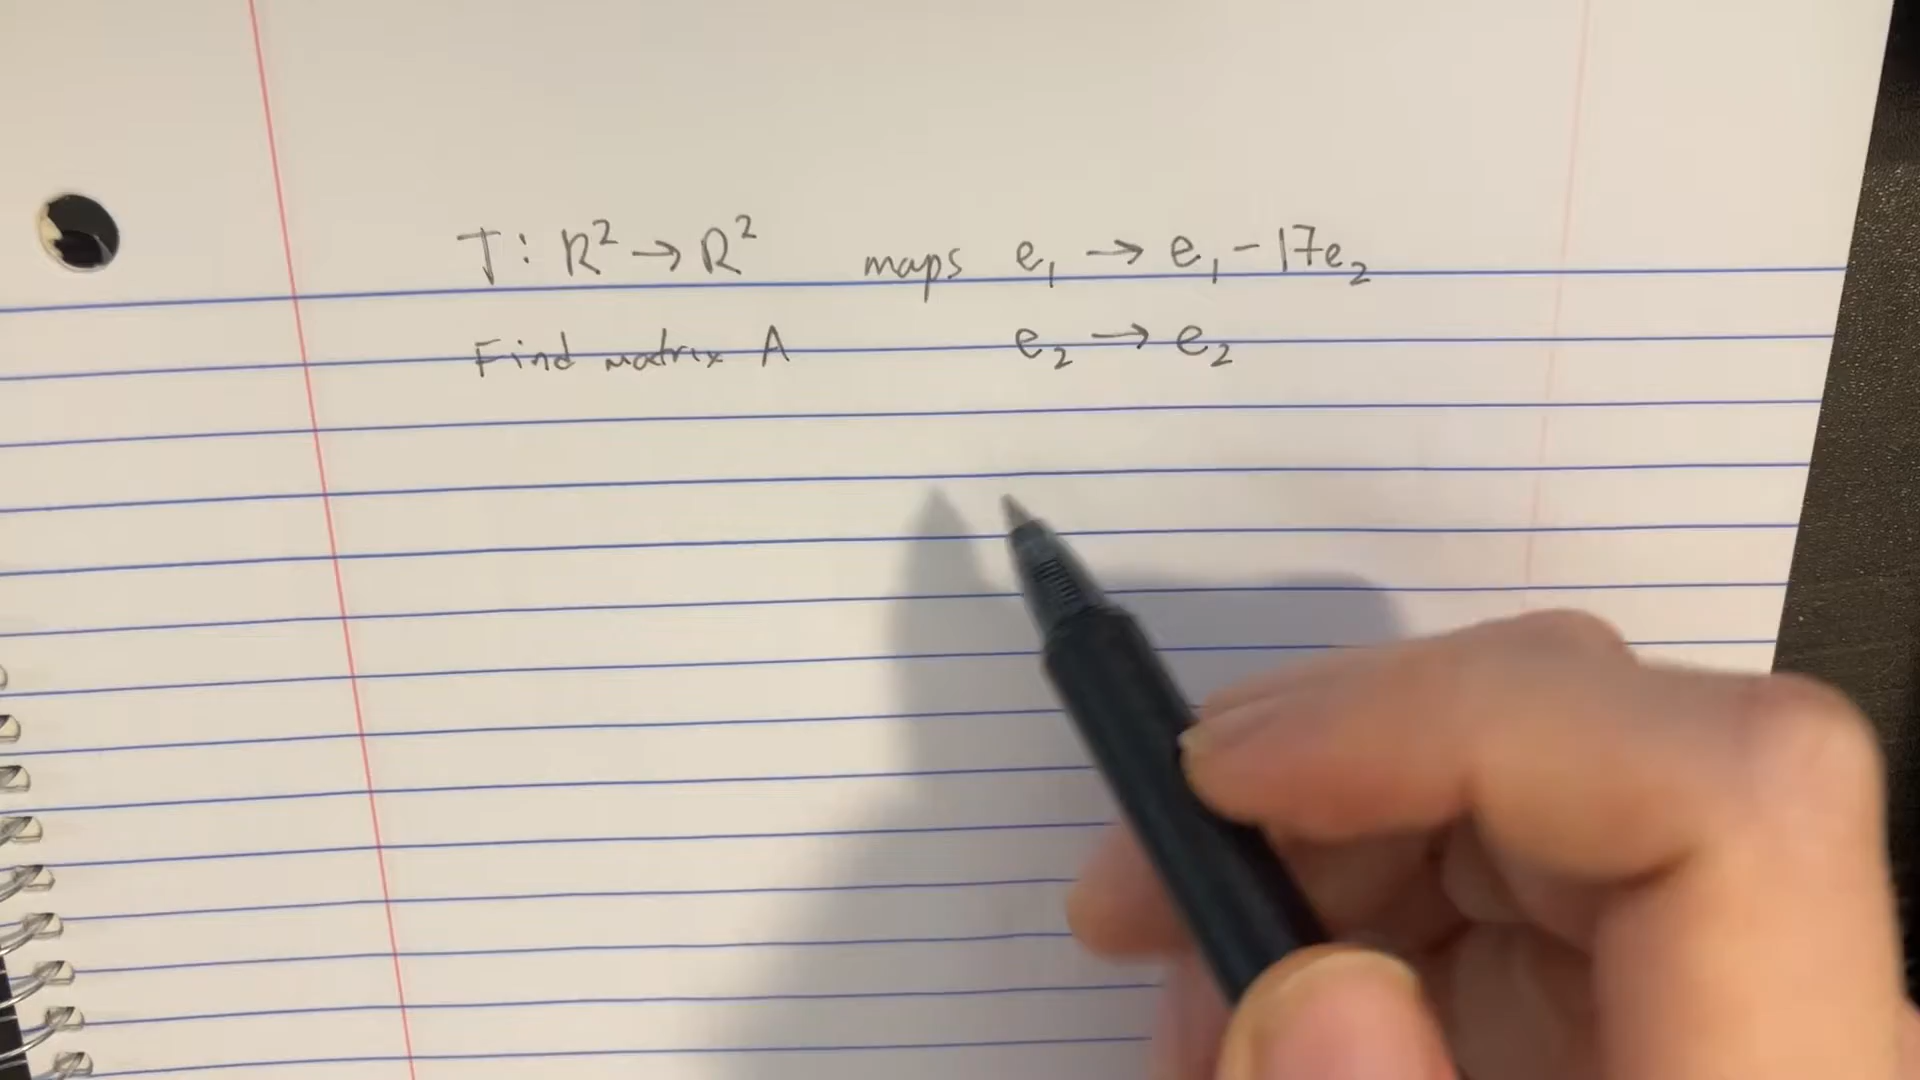 T: R² → R² maps e₁ → e₁ - 17e₂
Find matrix A e₂ → e₂